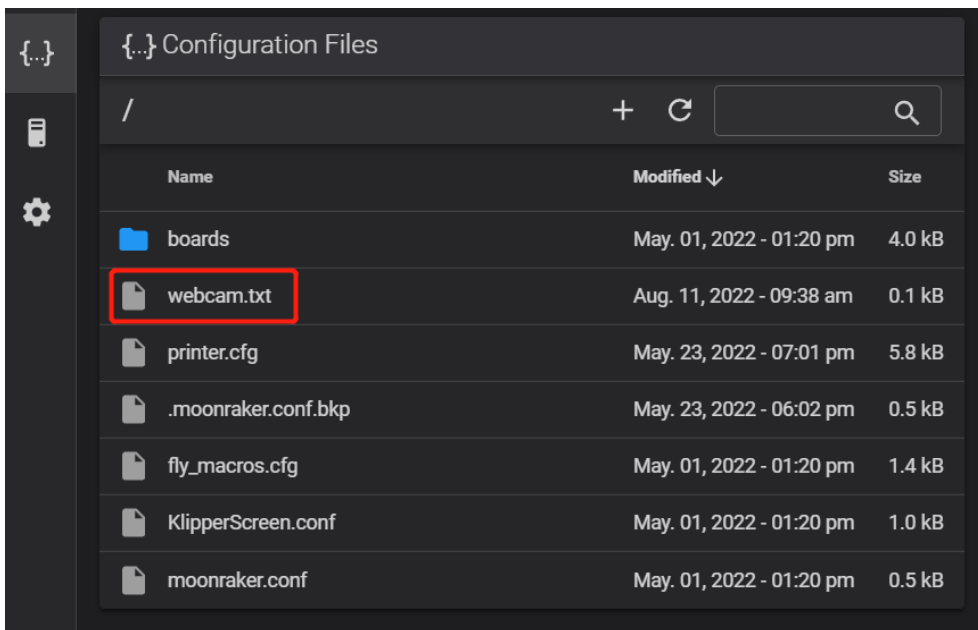 {...} {...} Configuration Files
/
Name Modified Size
boards May. 01, 2022 - 01:20 pm 4.0 kB
webcam.txt Aug. 11, 2022 - 09:38 am 0.1 kB
printer.cfg May. 23, 2022 - 07:01 pm 5.8 kB
.moonraker.conf.bkp May. 23, 2022 - 06:02 pm 0.5 kB
fly_macros.cfg May. 01, 2022 - 01:20 pm 1.4 kB
KlipperScreen.conf May. 01, 2022 - 01:20 pm 1.0 kB
moonraker.conf May. 01, 2022 - 01:20 pm 0.5 kB